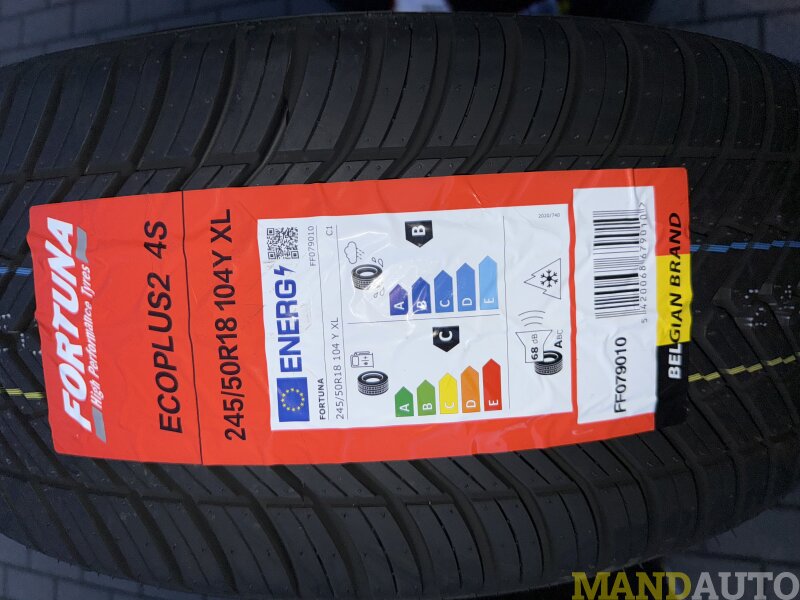 FORTUNA
High Performance Tyres
ECOPLUS2 4S
245/50R18 104Y XL
ENERG
FORTUNA
FF079010
245/50R18 104 Y XL
C1
A
B
C
D
E
C
A
B
C
D
E
B
68 dB
ABC
2020/740
FF079010
BELGIAN BRAND
MANDAUTO